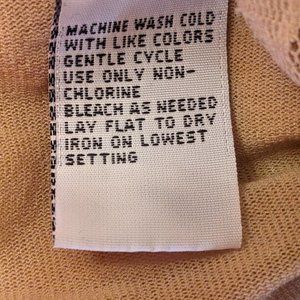 MACHINE WASH COLD
WITH LIKE COLORS
GENTLE CYCLE
USE ONLY NON-
CHLORINE
BLEACH AS NEEDED
LAY FLAT TO DRY
IRON ON LOWEST
SETTING